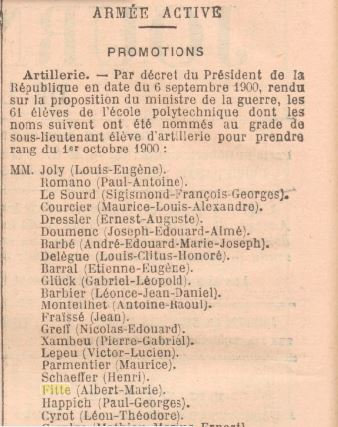 ARMÉE ACTIVE
PROMOTIONS
Artillerie. — Par décret du Président de la
République en date du 6 septembre 1900, rendu
sur la proposition du ministre de la guerre, les
61 élèves de l'école polytechnique dont les
noms suivent ont été nommés au grade de
sous-lieutenant élève d'artillerie pour prendre
rang du 1er octobre 1900 :
MM. Joly (Louis-Eugène).
Romano (Paul-Antoine).
Le Sourd (Sigismond-François-Georges).
Courcier (Maurice-Louis-Alexandre).
Dressler (Ernest-Auguste).
Doumenc (Joseph-Edouard-Aimé).
Barbé (André-Edouard-Marie-Joseph).
Delègue (Louis-Clitus-Honoré).
Barral (Etienne-Eugène).
Glück (Gabriel-Léopold).
Barbier (Léonce-Jean-Daniel).
Monteilhet (Antoine-Raoul).
Fraïssé (Jean).
Greff (Nicolas-Edouard).
Xambeu (Pierre-Gabriel).
Lepeu (Victor-Lucien).
Parmentier (Maurice).
Schaeffer (Henri).
Fitte (Albert-Marie).
Happich (Paul-Georges).
Cyrot (Léou-Théodore).